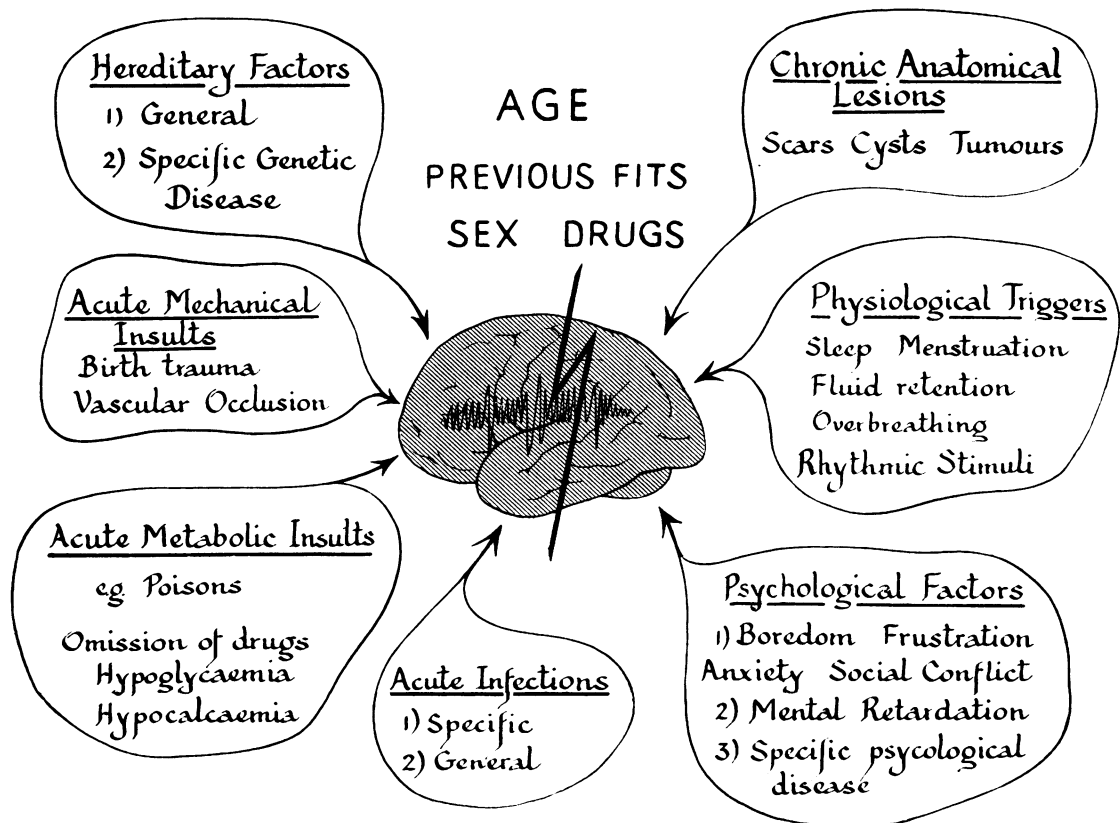 Hereditary Factors
1) General
2) Specific Genetic
Disease
AGE
PREVIOUS FITS
SEX DRUGS
Chronic Anatomical
Lesions
Scars Cysts Tumours
Acute Mechanical
Insults
Birth trauma
Vascular Occlusion
Physiological Triggers
Sleep Menstruation
Fluid retention
Overbreathing
Rhythmic Stimuli
Acute Metabolic Insults
e.g. Poisons
Omission of drugs
Hypoglycaemia
Hypocalcaemia
Acute Infections
1) Specific
2) General
Psychological Factors
1) Boredom Frustration
Anxiety Social Conflict
2) Mental Retardation
3) Specific psycological
disease